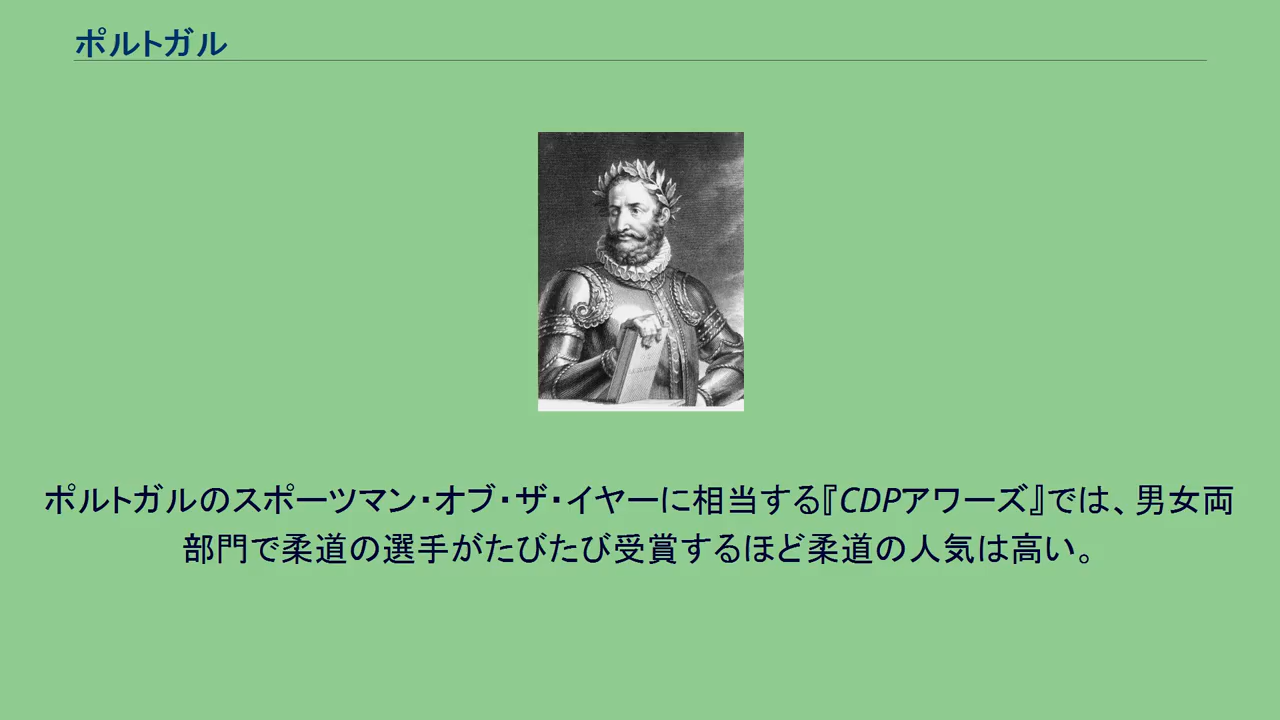 ポルトガル
ポルトガルのスポーツマン・オブ・ザ・イヤーに相当する『CDPアワーズ』では、男女両
部門で柔道の選手がたびたび受賞するほど柔道の人気は高い。